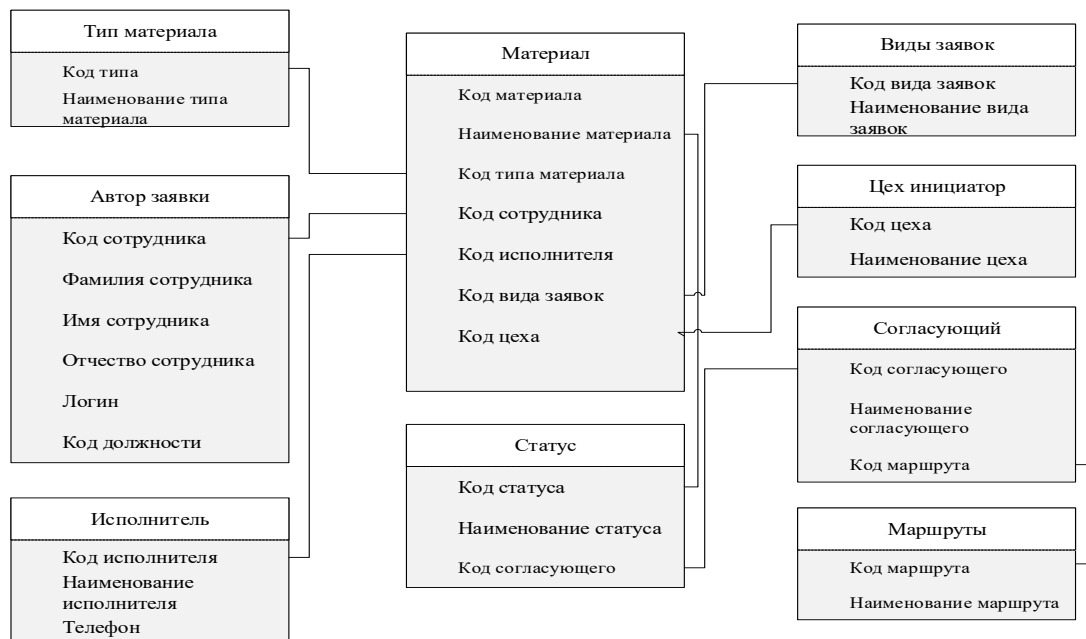 Тип материала
Код типа
Наименование типа
материала
Автор заявки
Код сотрудника
Фамилия сотрудника
Имя сотрудника
Отчество сотрудника
Логин
Код должности
Исполнитель
Код исполнителя
Наименование
исполнителя
Телефон
Материал
Код материала
Наименование материала
Код типа материала
Код сотрудника
Код исполнителя
Код вида заявок
Код цеха
Статус
Код статуса
Наименование статуса
Код согласующего
Виды заявок
Код вида заявок
Наименование вида
заявок
Цех инициатор
Код цеха
Наименование цеха
Согласующий
Код согласующего
Наименование
согласующего
Код маршрута
Маршруты
Код маршрута
Наименование маршрута